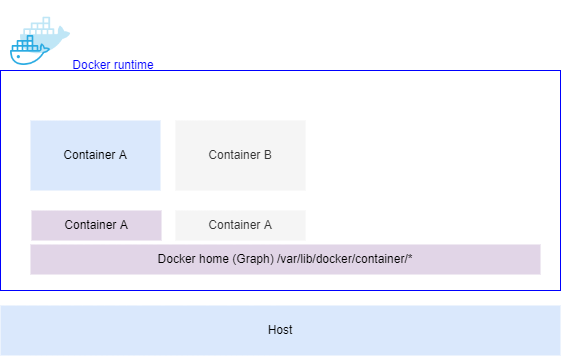 Docker runtime
Container A
Container B
Container A
Container A
Docker home (Graph) /var/lib/docker/container/*
Host